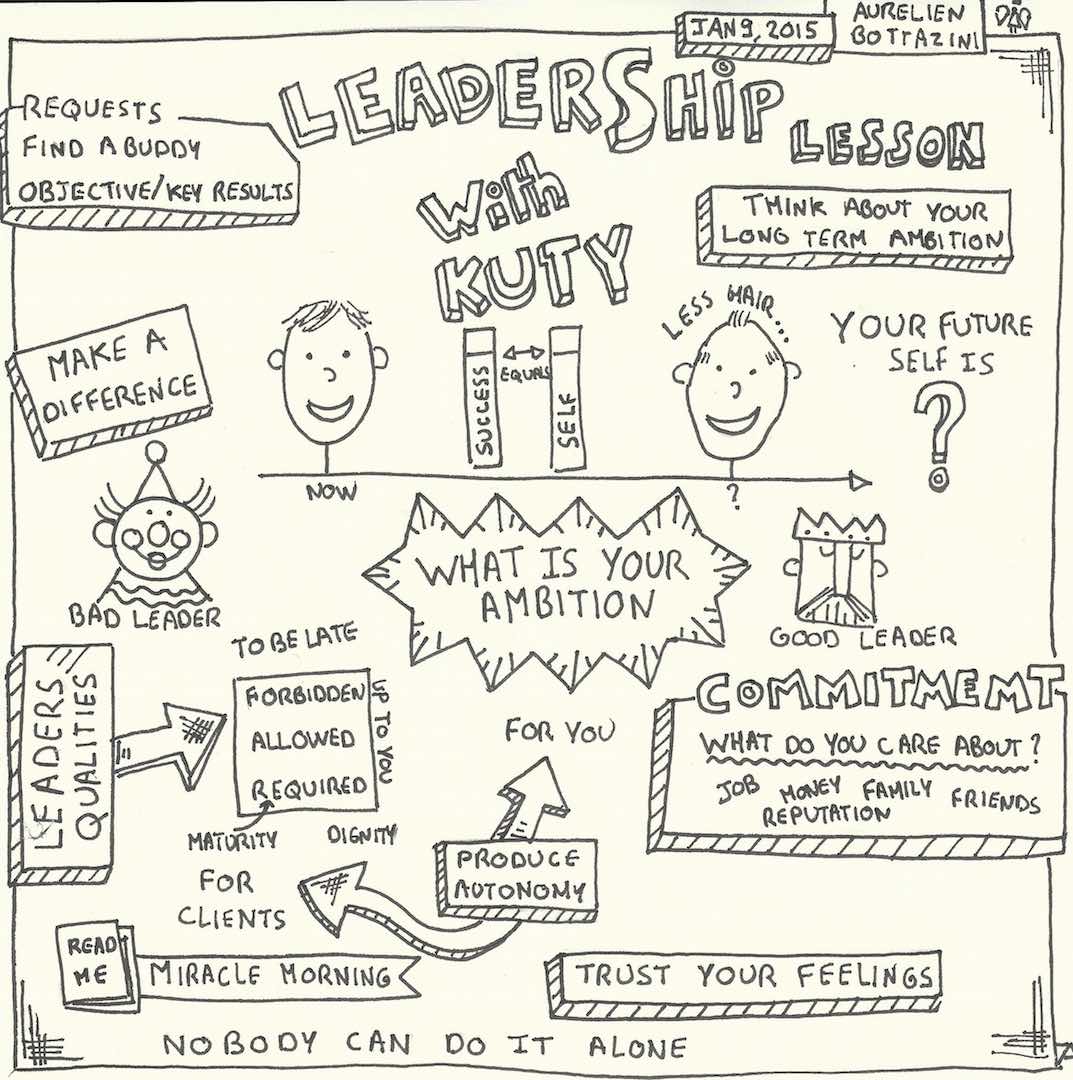 JAN 9, 2015
AURELIEN
BOTTAZINI
LEADERSHIP
LESSON
WITH
KUTY
REQUESTS
FIND A BUDDY
OBJECTIVE/KEY RESULTS
THINK ABOUT YOUR
LONG TERM AMBITION
MAKE A
DIFFERENCE
SUCCESS
EQUALS
SELF
LESS HAIR...
YOUR FUTURE
SELF IS
?
NOW
?
BAD LEADER
WHAT IS YOUR
AMBITION
GOOD LEADER
LEADERS
QUALITIES
TO BE LATE
FORBIDDEN
ALLOWED
REQUIRED
UP TO YOU
MATURITY
DIGNITY
FOR YOU
PRODUCE
AUTONOMY
FOR
CLIENTS
COMMITMEMT
WHAT DO YOU CARE ABOUT?
JOB MONEY FAMILY FRIENDS
REPUTATION
READ
ME
MIRACLE MORNING
TRUST YOUR FEELINGS
NOBODY CAN DO IT ALONE